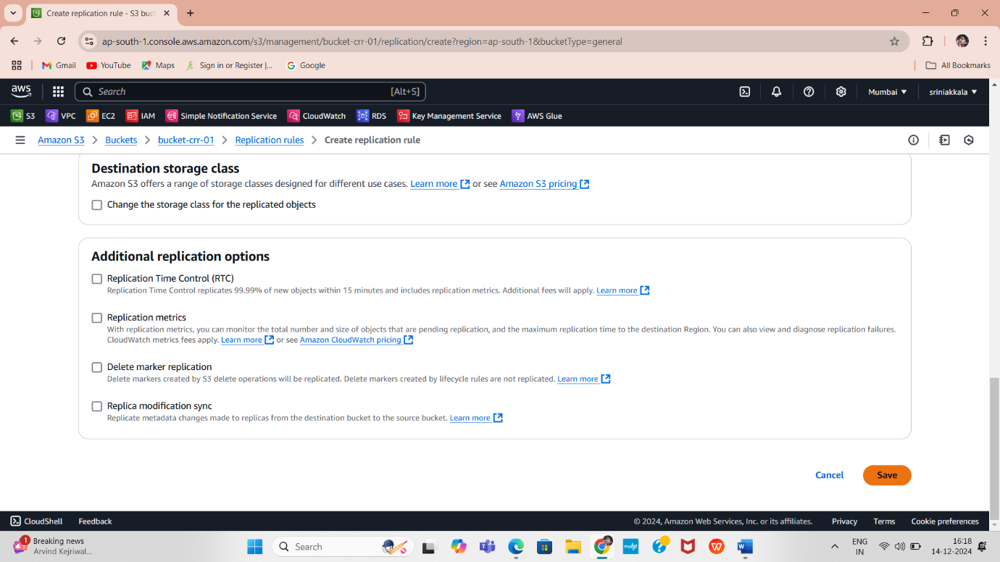 Create replication rule - S3 buc
ap-south-1.console.aws.amazon.com/s3/management/bucket-crr-01/replication/create?region=ap-south-1&bucketType=general
Gmail YouTube Maps Sign in or Register |... Google All Bookmarks
aws Search [Alt+S] Mumbai sriniakkala
S3 VPC EC2 IAM Simple Notification Service CloudWatch RDS Key Management Service AWS Glue
Amazon S3 Buckets bucket-crr-01 Replication rules Create replication rule
Destination storage class
Amazon S3 offers a range of storage classes designed for different use cases. Learn more or see Amazon S3 pricing
Change the storage class for the replicated objects
Additional replication options
Replication Time Control (RTC)
Replication Time Control replicates 99.99% of new objects within 15 minutes and includes replication metrics. Additional fees will apply. Learn more
Replication metrics
With replication metrics, you can monitor the total number and size of objects that are pending replication, and the maximum replication time to the destination Region. You can also view and diagnose replication failures.
CloudWatch metrics fees apply. Learn more or see Amazon CloudWatch pricing
Delete marker replication
Delete markers created by S3 delete operations will be replicated. Delete markers created by lifecycle rules are not replicated. Learn more
Replica modification sync
Replicate metadata changes made to replicas from the destination bucket to the source bucket. Learn more
Cancel Save
CloudShell Feedback © 2024, Amazon Web Services, Inc. or its affiliates. Privacy Terms Cookie preferences
1 Breaking news
Arvind Kejriwal...
Search
myhp
ENG
IN
16:18
14-12-2024